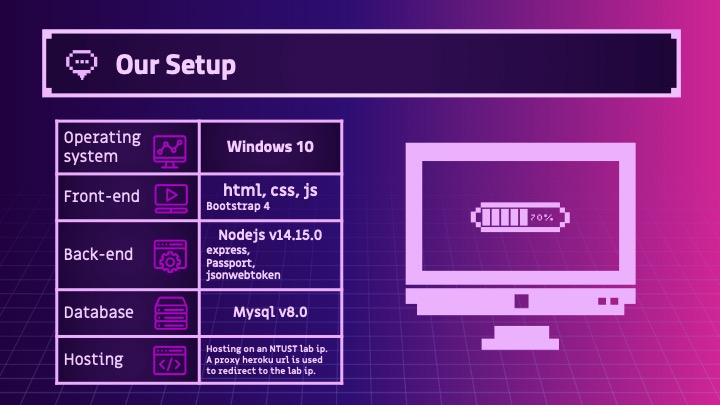 Our Setup
Operating
system
Windows 10
Front-end
html, css, js
Bootstrap 4
Back-end
Nodejs v14.15.0
express,
Passport,
jsonwebtoken
Database
Mysql v8.0
Hosting
Hosting on an NTUST lab ip.
A proxy heroku url is used
to redirect to the lab ip.
70%